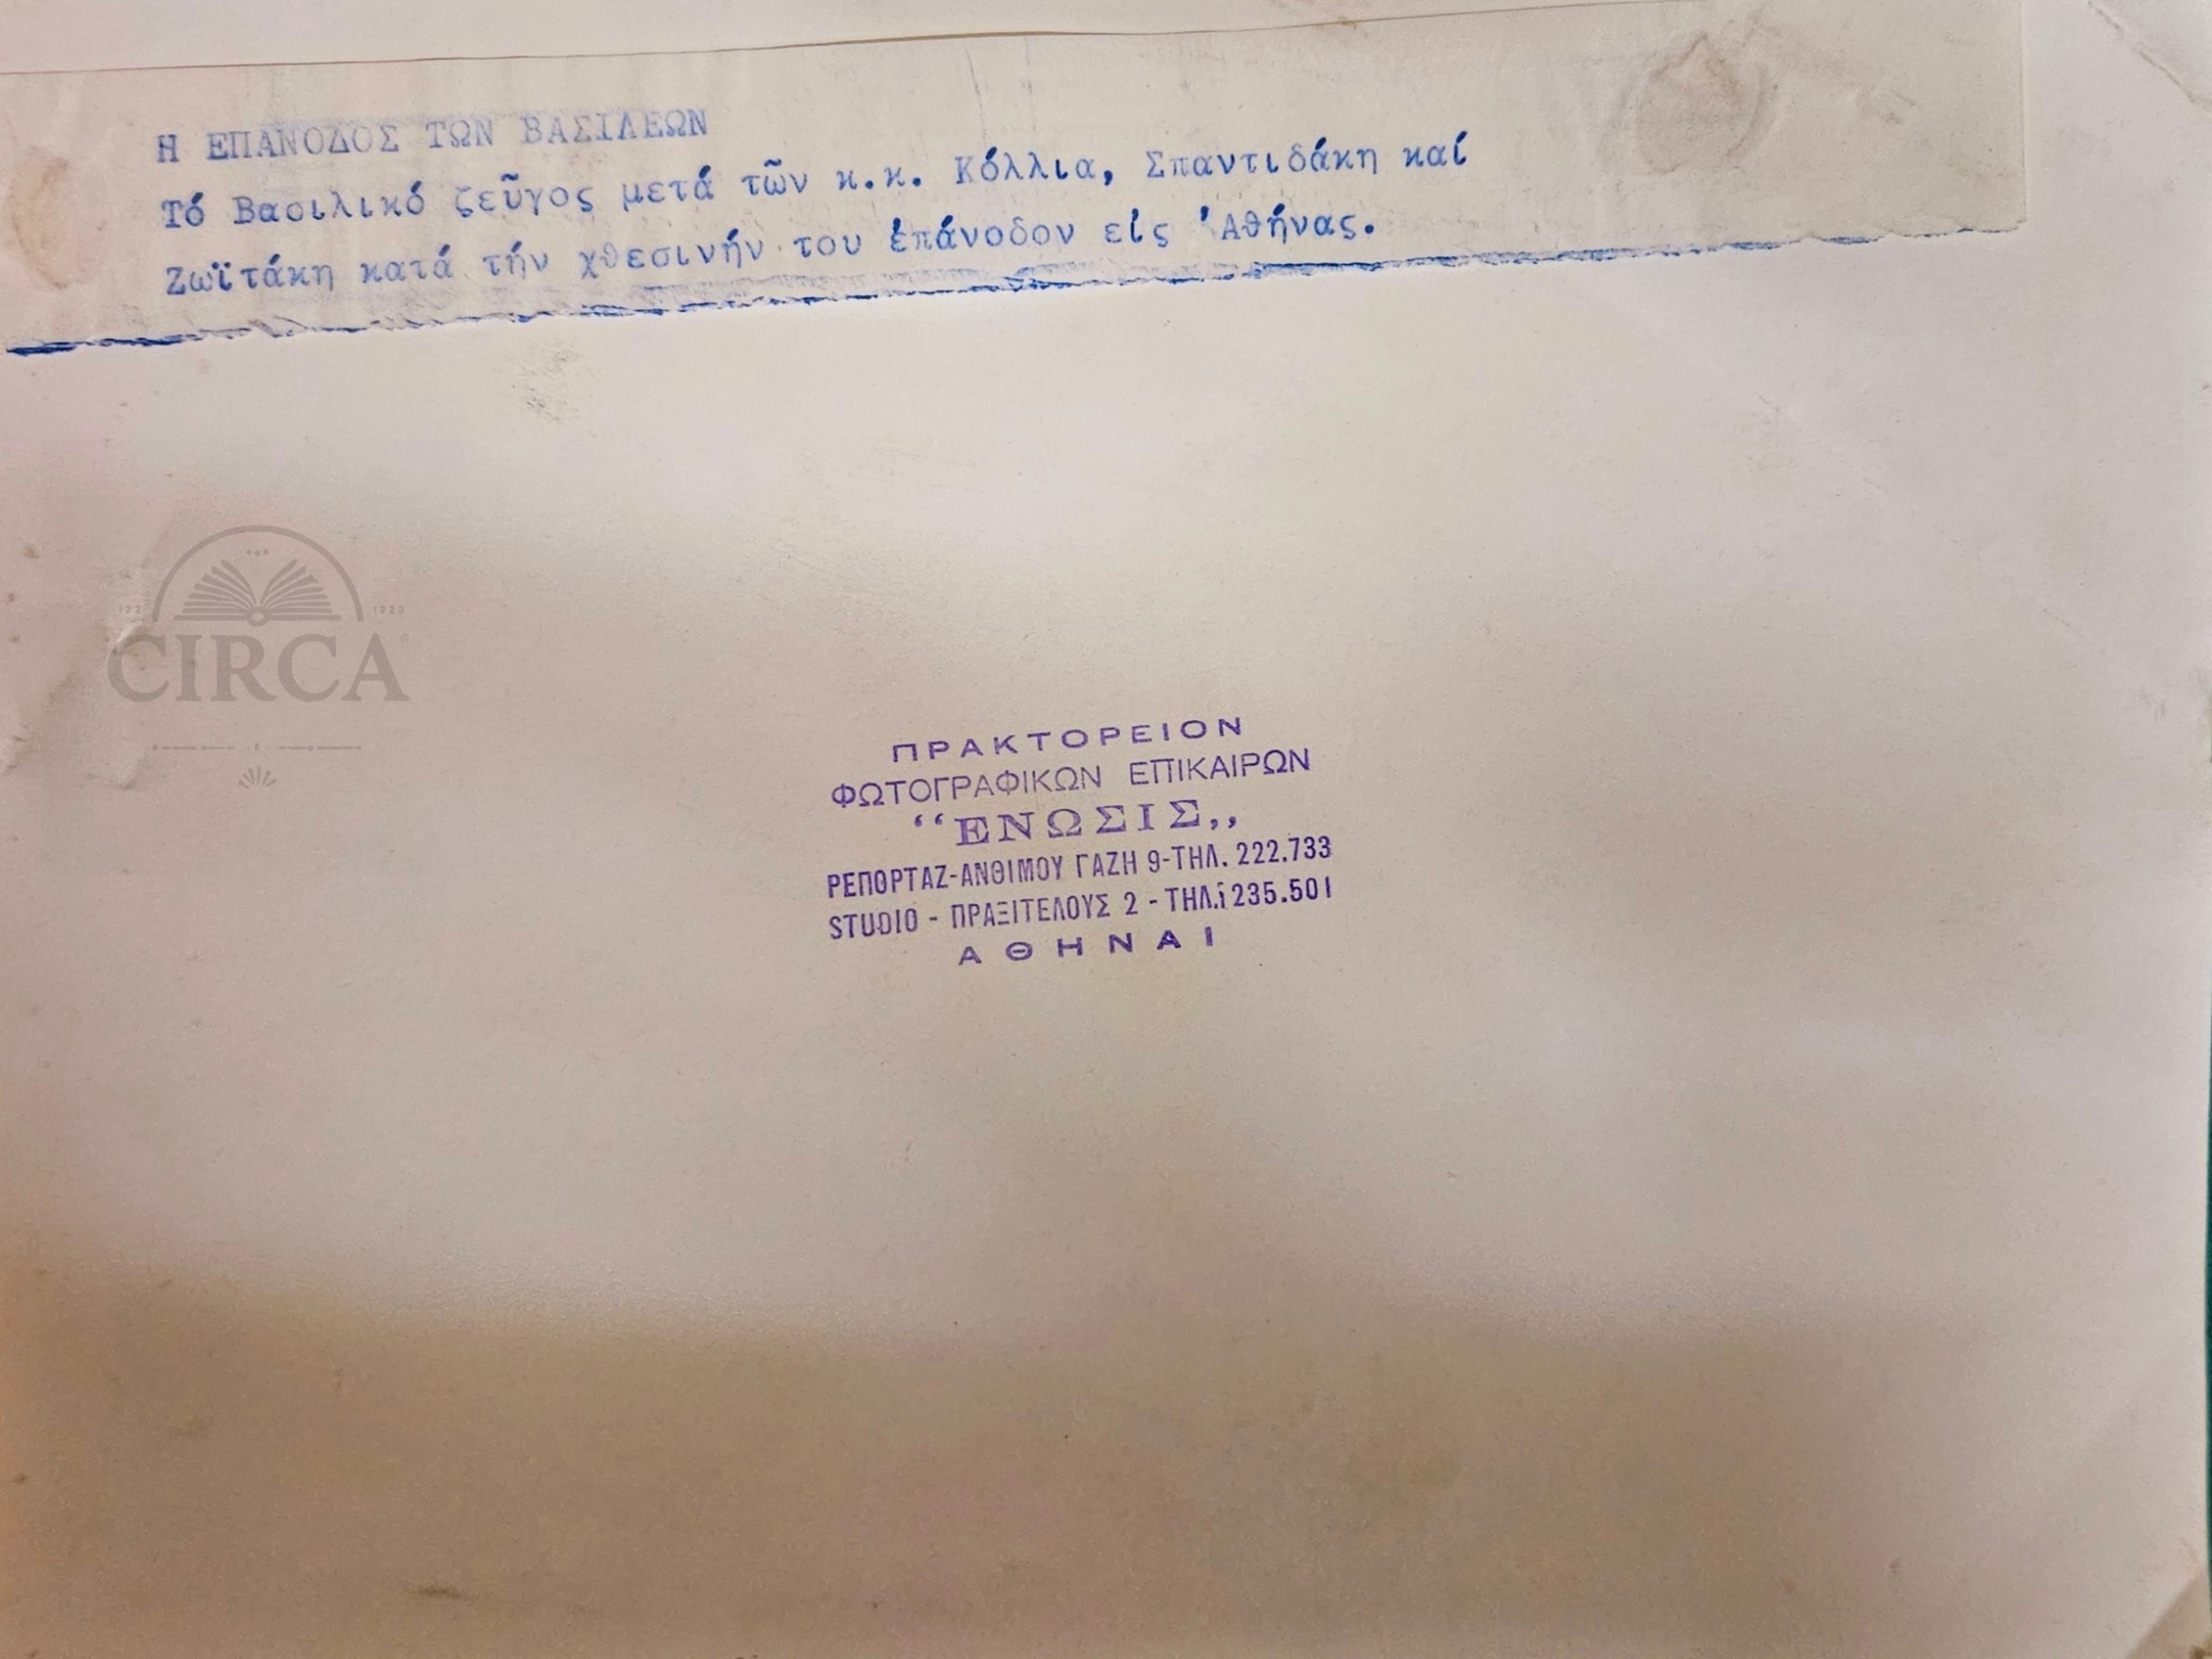 Η ΕΠΑΝΟΔΟΣ ΤΩΝ ΒΑΣΙΛΕΩΝ
Τό Βασιλικό ζεῦγος μετά τῶν κ.κ. Κόλλια, Σπαντιδάκη καί
Ζωϊτάκη κατά τήν χθεσινήν του ἐπάνοδον είς 'Αθήνας.
CIRCA
ΠΡΑΚΤΟΡΕΙΟΝ
ΦΩΤΟΓΡΑΦΙΚΩΝ ΕΠΙΚΑΙΡΩΝ
“ΕΝΩΣΙΣ,,
ΡΕΠΟΡΤΑΖ-ΑΝΘΙΜΟΥ ΓΑΖΗ 9-ΤΗΛ. 222.733
STUDIO - ΠΡΑΞΙΤΕΛΟΥΣ 2 - ΤΗΛ. 235.501
ΑΘΗΝΑΙ